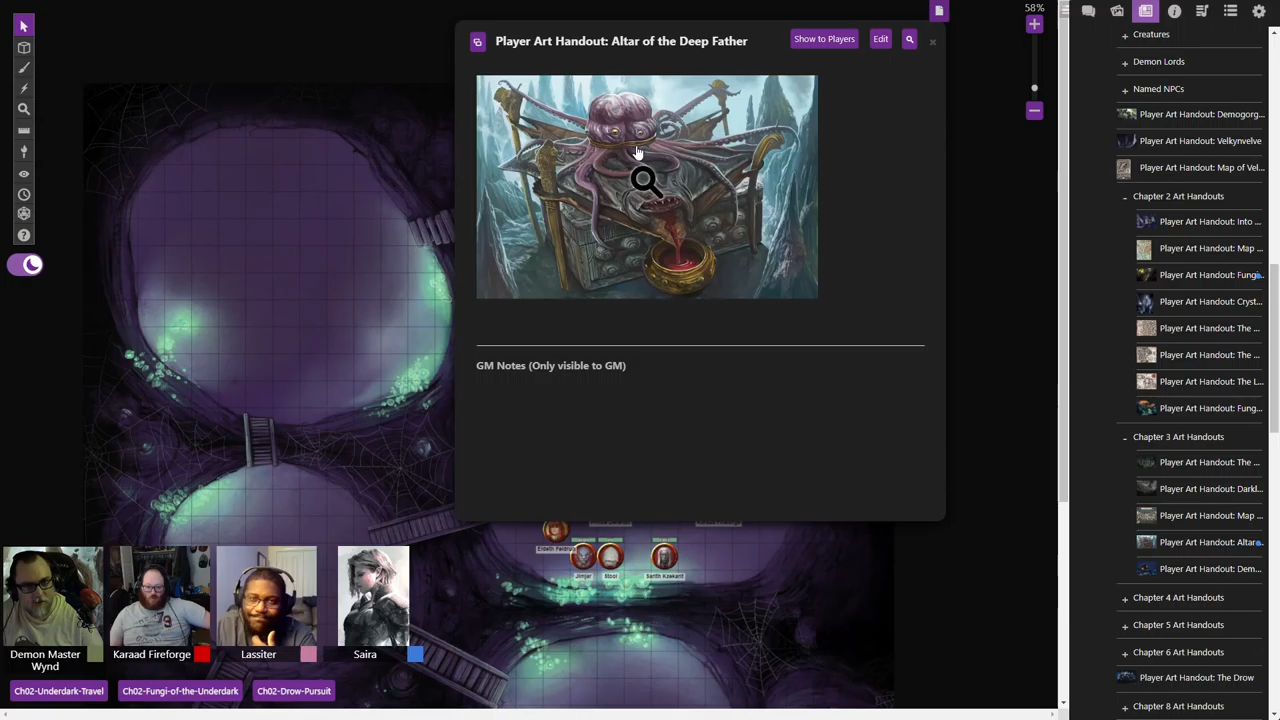 58%
Player Art Handout: Altar of the Deep Father
Show to Players
Edit
GM Notes (Only visible to GM)
Creatures
Demon Lords
Named NPCs
Player Art Handout: Demogorg...
Player Art Handout: Velkynvelve
Player Art Handout: Map of Vel...
Chapter 2 Art Handouts
Player Art Handout: Into ...
Player Art Handout: Map ...
Player Art Handout: Fungi
Player Art Handout: Cryst...
Player Art Handout: The ...
Player Art Handout: The ...
Player Art Handout: The L...
Player Art Handout: Fung...
Chapter 3 Art Handouts
Player Art Handout: The ...
Player Art Handout: Darkl...
Player Art Handout: Map ...
Player Art Handout: Altar
Player Art Handout: Dem...
Chapter 4 Art Handouts
Chapter 5 Art Handouts
Chapter 6 Art Handouts
Player Art Handout: The Drow
Chapter 8 Art Handouts
Eldeth Feldrun
Jimjar
Stool
Sarith Kzekarit
Demon Master Wynd
Karaad Fireforge
Lassiter
Saira
Ch02-Underdark-Travel
Ch02-Fungi-of-the-Underdark
Ch02-Drow-Pursuit